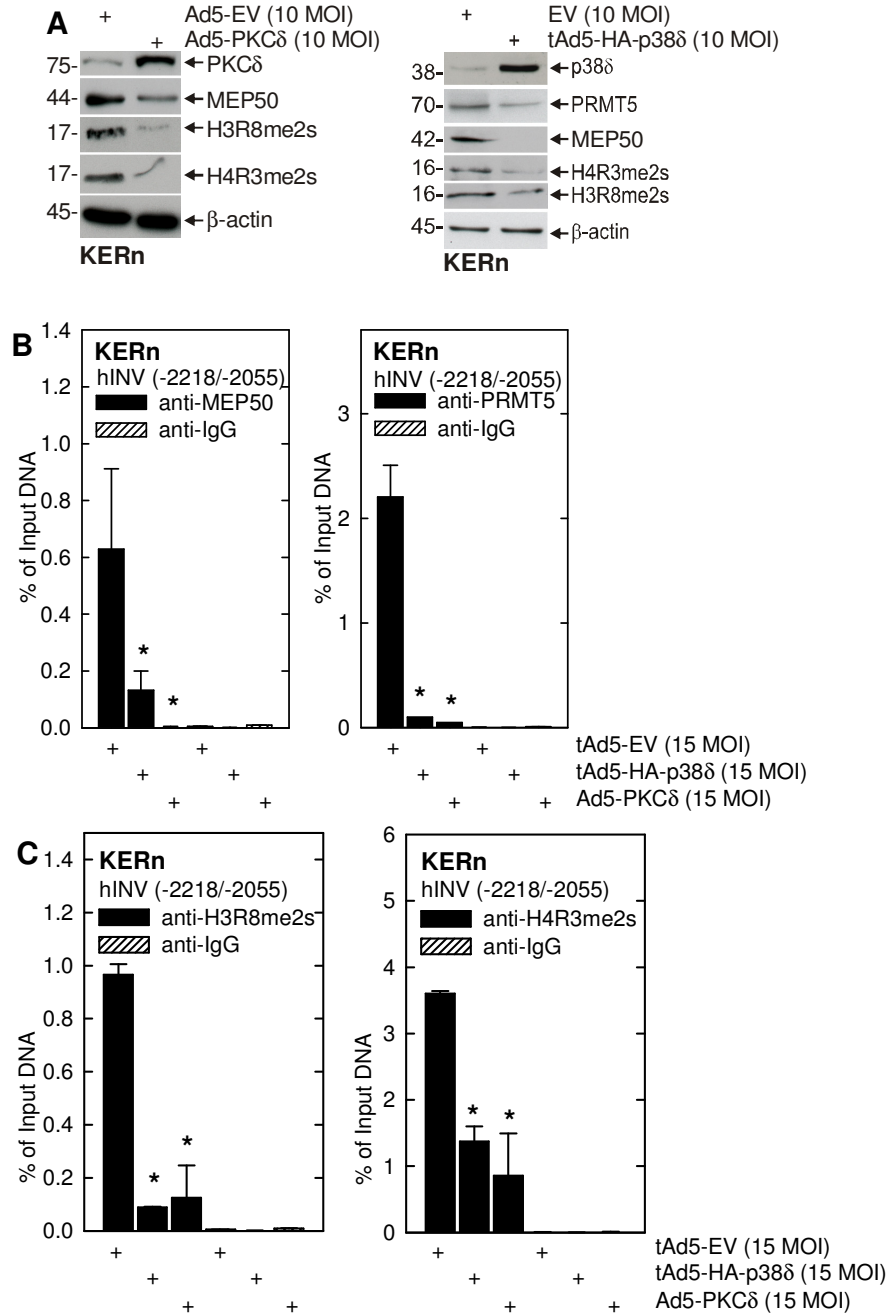 A
+ Ad5-EV (10 MOI)
+ Ad5-PKCδ (10 MOI)
75- PKCδ
44- MEP50
17- H3R8me2s
17- H4R3me2s
45- β-actin
KERn
+ EV (10 MOI)
+ tAd5-HA-p38δ (10 MOI)
38- p38δ
70- PRMT5
42- MEP50
16- H4R3me2s
16- H3R8me2s
45- β-actin
KERn
B
% of Input DNA
1.4
1.2
1.0
0.8
0.6
0.4
0.2
0.0
KERn
hINV (-2218/-2055)
anti-MEP50
anti-IgG
*
*
% of Input DNA
3
2
1
0
KERn
hINV (-2218/-2055)
anti-PRMT5
anti-IgG
* *
+ + + + tAd5-EV (15 MOI)
+ + + + tAd5-HA-p38δ (15 MOI)
+ + + + Ad5-PKCδ (15 MOI)
C
% of Input DNA
1.4
1.2
1.0
0.8
0.6
0.4
0.2
0.0
KERn
hINV (-2218/-2055)
anti-H3R8me2s
anti-IgG
*
*
% of Input DNA
6
5
4
3
2
1
0
KERn
hINV (-2218/-2055)
anti-H4R3me2s
anti-IgG
* *
+ + + + tAd5-EV (15 MOI)
+ + + + tAd5-HA-p38δ (15 MOI)
+ + + + Ad5-PKCδ (15 MOI)